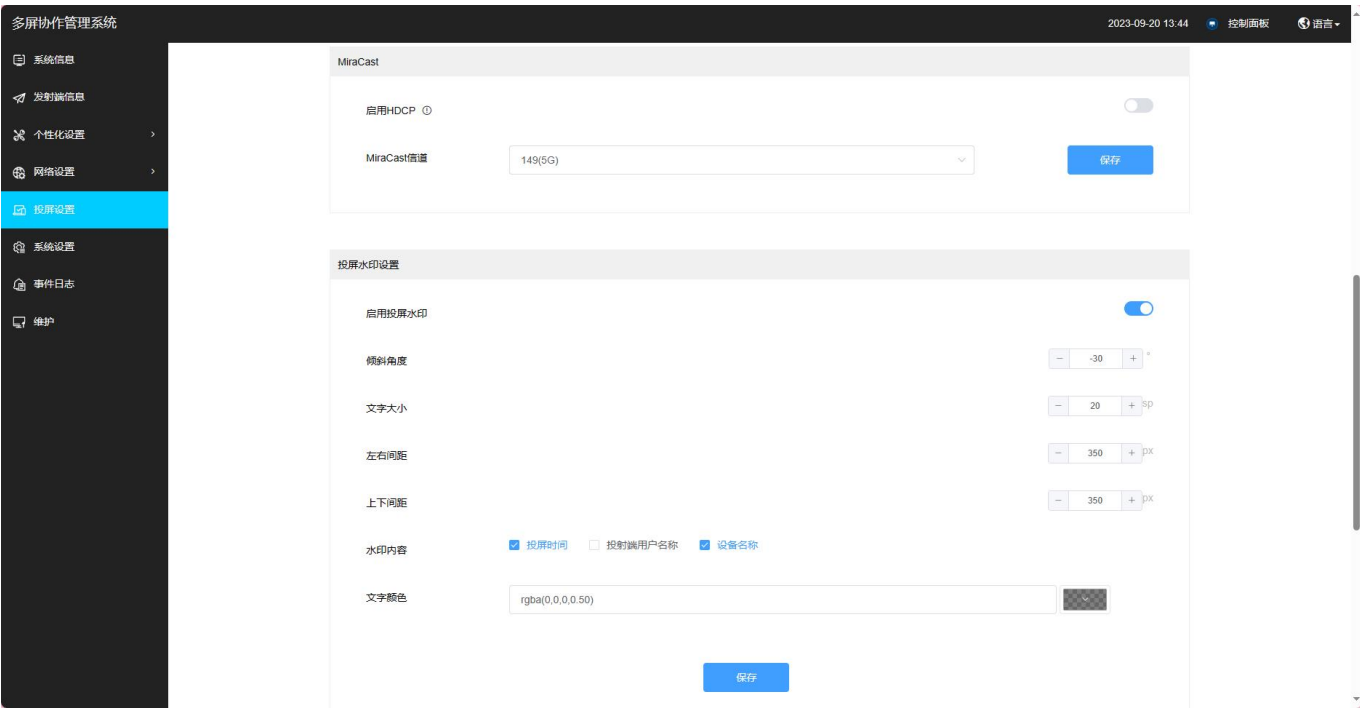 多屏协作管理系统
2023-09-20 13:44 控制面板 语言
系统信息
发射端信息
个性化设置
网络设置
投屏设置
系统设置
事件日志
维护
MiraCast
启用HDCP
MiraCast信道 149(5G) 保存
投屏水印设置
启用投屏水印
倾斜角度 - -30 + °
文字大小 - 20 + sp
左右间距 - 350 + px
上下间距 - 350 + px
水印内容 投屏时间 投射端用户名称 设备名称
文字颜色 rgba(0,0,0,0.50)
保存